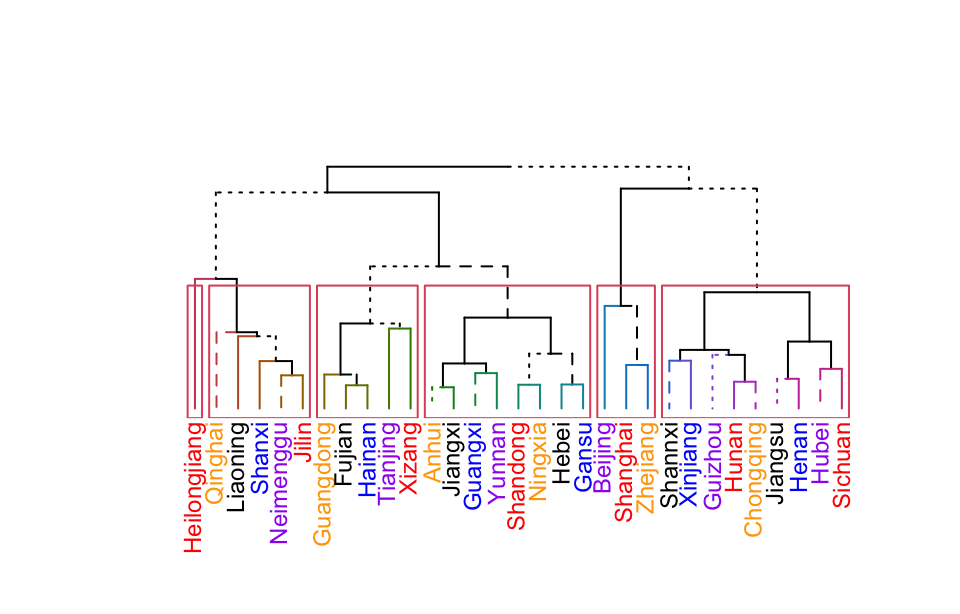 Heilongjiang
Qinghai
Liaoning
Shanxi
Neimenggu
Jilin
Guangdong
Fujian
Hainan
Tianjing
Xizang
Anhui
Jiangxi
Guangxi
Yunnan
Shandong
Ningxia
Hebei
Gansu
Beijing
Shanghai
Zhejiang
Shannxi
Xinjiang
Guizhou
Hunan
Chongqing
Jiangsu
Henan
Hubei
Sichuan